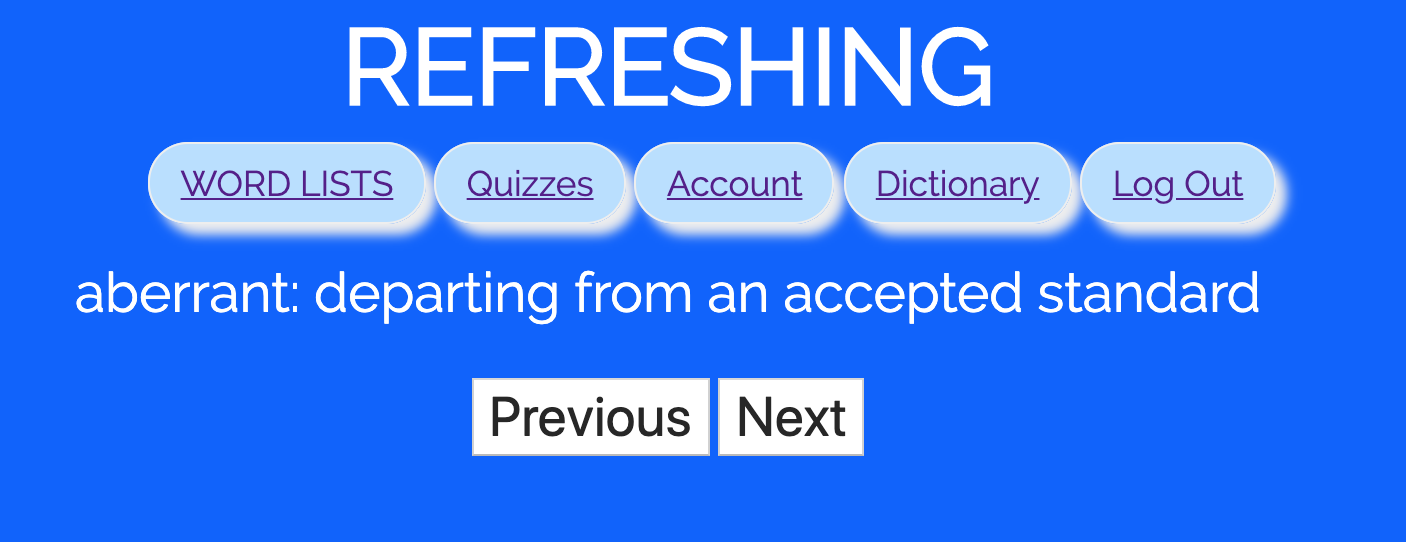 REFRESHING
WORD LISTS Quizzes Account Dictionary Log Out
aberrant: departing from an accepted standard
Previous Next